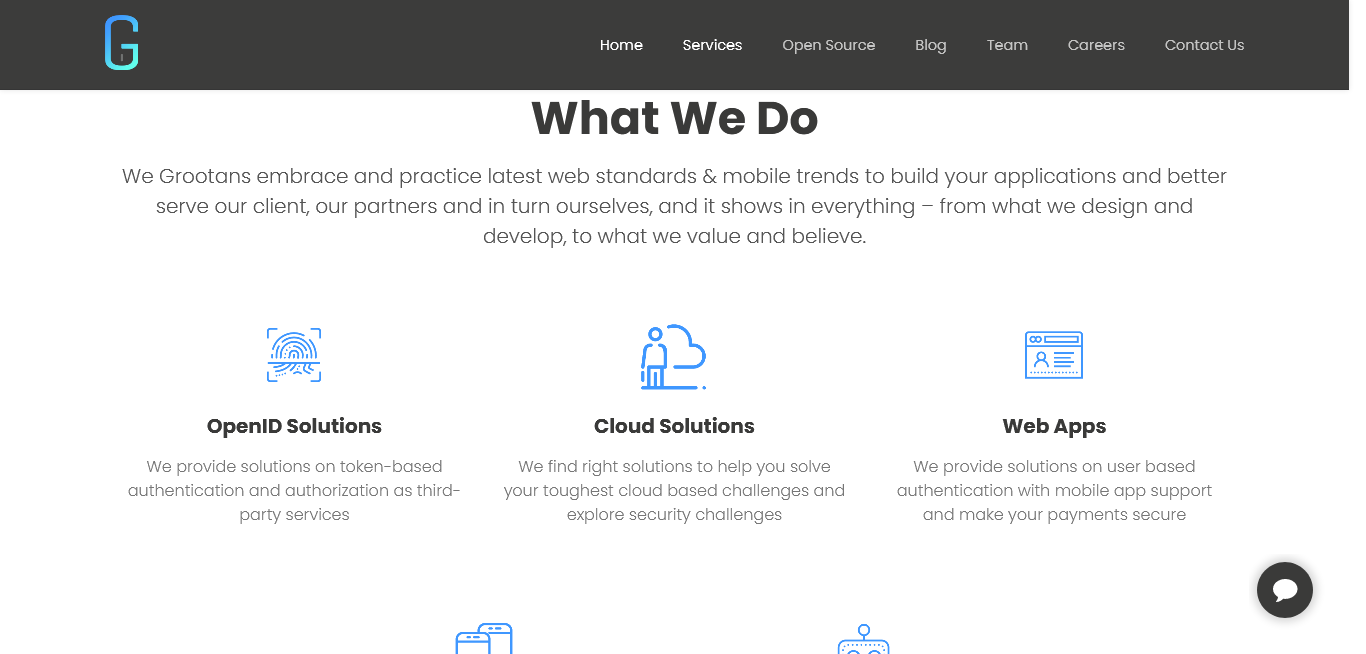 G
Home Services Open Source Blog Team Careers Contact Us
What We Do
We Grootans embrace and practice latest web standards & mobile trends to build your applications and better
serve our client, our partners and in turn ourselves, and it shows in everything – from what we design and
develop, to what we value and believe.
OpenID Solutions
We provide solutions on token-based
authentication and authorization as third-
party services
Cloud Solutions
We find right solutions to help you solve
your toughest cloud based challenges and
explore security challenges
Web Apps
We provide solutions on user based
authentication with mobile app support
and make your payments secure